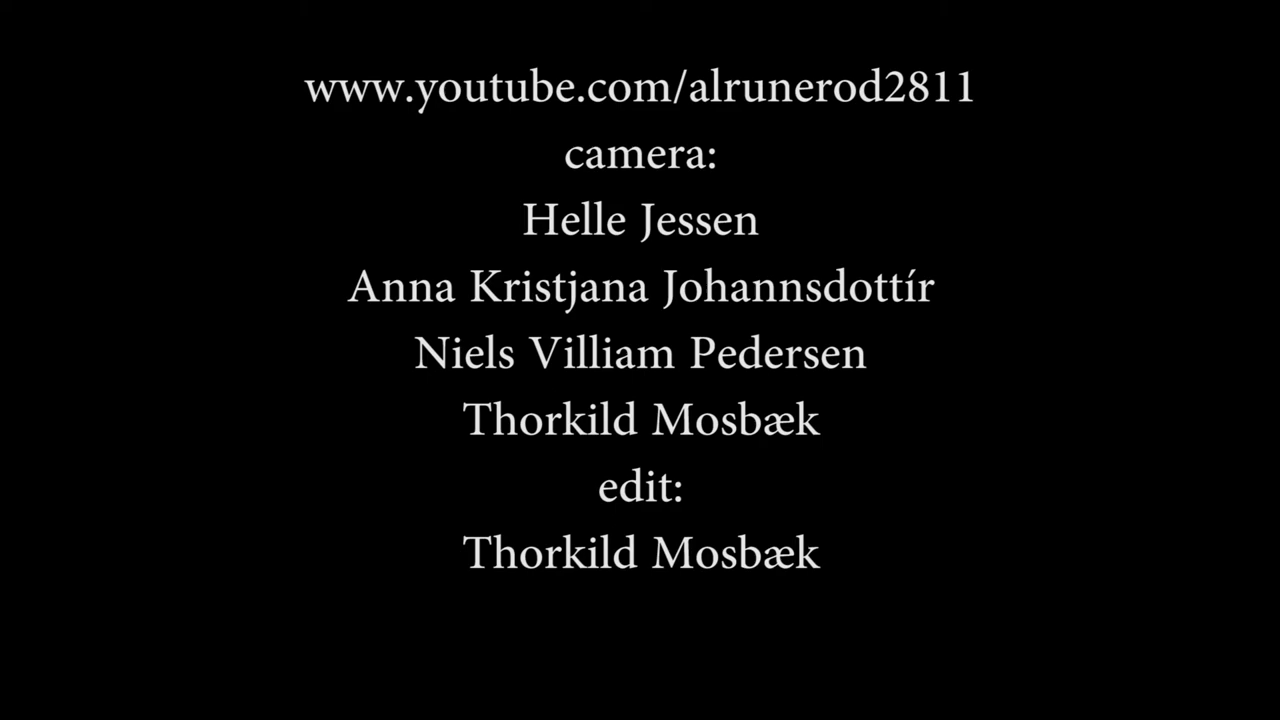 www.youtube.com/alrunerod2811
camera:
Helle Jessen
Anna Kristjana Johannsdottír
Niels Villiam Pedersen
Thorkild Mosbæk
edit:
Thorkild Mosbæk